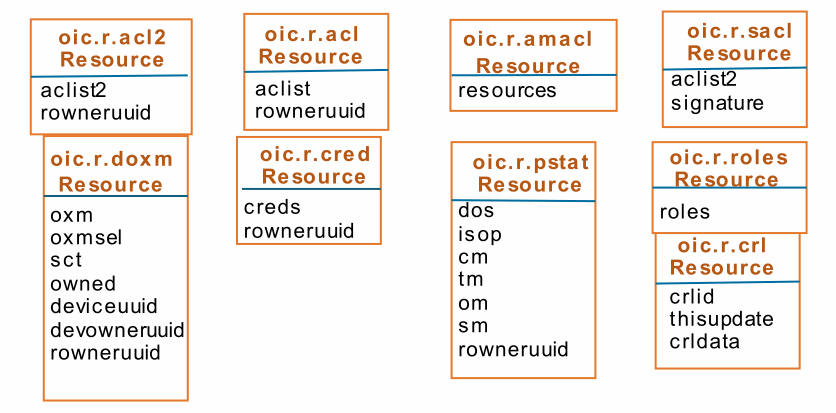 oic.r.acl2
Resource
aclist2
rowneruuid
oic.r.acl
Resource
aclist
rowneruuid
oic.r.amacl
Resource
resources
oic.r.sacl
Resource
aclist2
signature
oic.r.doxm
Resource
oxm
oxmsel
sct
owned
deviceuuid
devowneruuid
rowneruuid
oic.r.cred
Resource
creds
rowneruuid
oic.r.pstat
Resource
dos
isop
cm
tm
om
sm
rowneruuid
oic.r.roles
Resource
roles
oic.r.crl
Resource
crlid
thisupdate
crldata